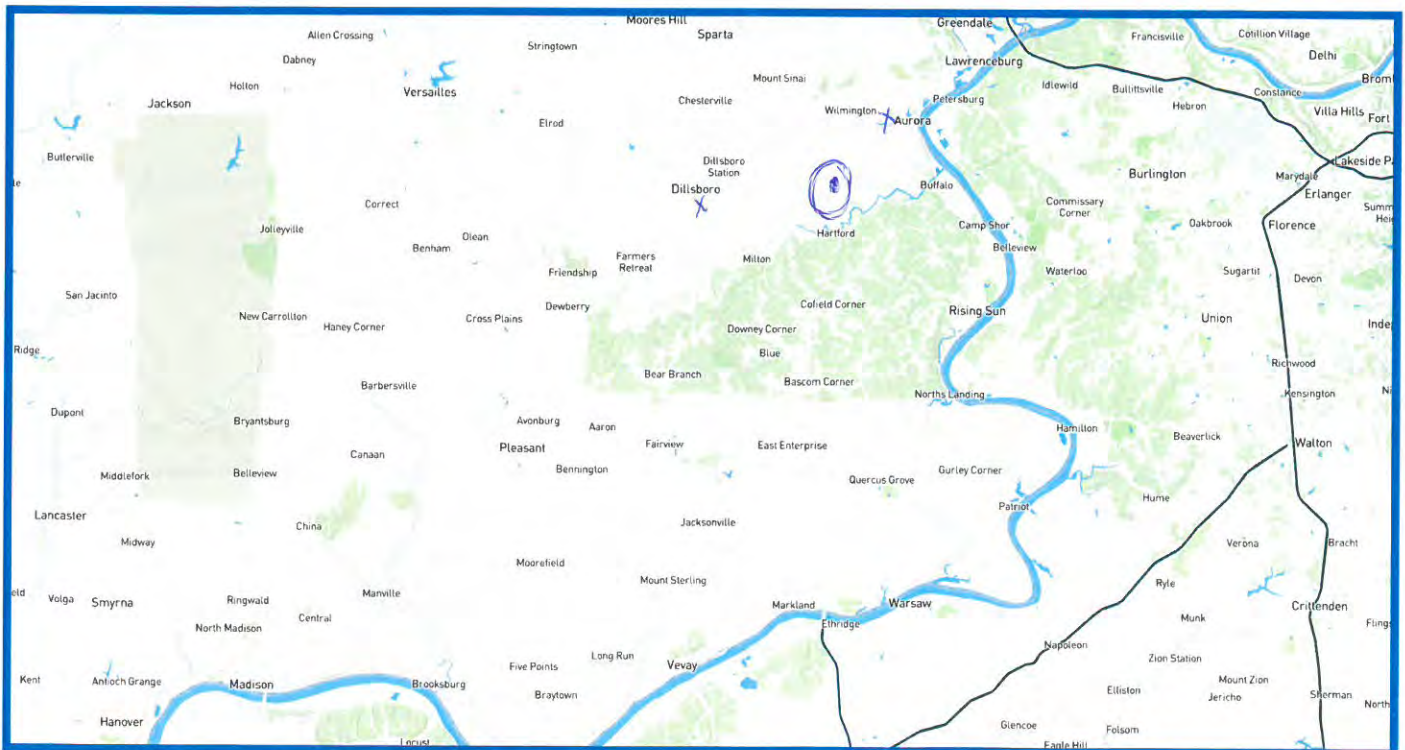 Moores Hill
Greendale
Sparta
Allen Crossing
Francisville
Cotillion Village
Stringtown
Delhi
Dabney
Lawrenceburg
Mount Sinai
Holton
Versailles
Idlewild
Bullittsville
Constance
Jackson
Chesterville
Petersburg
Hebron
Wilmington
Villa Hills
Fort
Elrod
Aurora
Butlerville
Dillsboro
Station
Lakeside
Burlington
Marydale
Dillsboro
Buffalo
Erlanger
Correct
Commissary
Corner
Summ
Jolleyville
Camp Shor
Oakbrook
Florence
Hartford
Olean
Benham
Belleview
Farmers
Retreat
Milton
Friendship
Waterloo
Sugartit
Devon
San Jacinto
Dewberry
Cofield Corner
Rising Sun
New Carrollton
Haney Corner
Cross Plains
Union
Inde
Downey Corner
Ridge
Blue
Richwood
Bear Branch
Bascom Corner
Barbersville
Norths Landing
Kensington
Dupont
Bryantsburg
Avonburg
Aaron
Hamilton
Beaverlick
Pleasant
Fairview
East Enterprise
Walton
Canaan
Bennington
Gurley Corner
Middlefork
Belleview
Quercus Grove
Hume
Lancaster
Patriot
China
Jacksonville
Midway
Verona
Bracht
Moorefield
Mount Sterling
Ryle
Manville
eld
Volga
Smyrna
Ringwald
Markland
Warsaw
Crittenden
Central
Munk
Ethridge
Flings
North Madison
Napoleon
Long Run
Zion Station
Five Points
Vevay
Kent
Antioch Grange
Madison
Brooksburg
Mount Zion
Elliston
Jericho
Sherman
North
Braytown
Hanover
Glencoe
Folsom
Locust
Eagle Hill